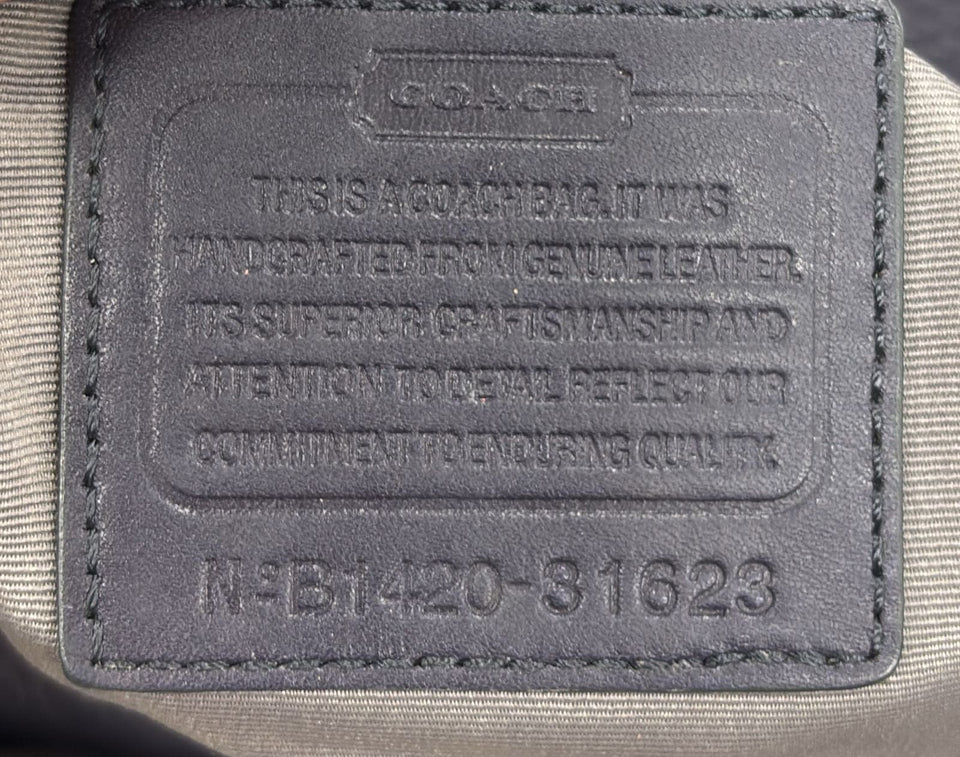 COACH
THIS IS A COACH BAG. IT WAS
HANDCRAFTED FROM GENUINE LEATHER.
ITS SUPERIOR CRAFTSMANSHIP AND
ATTENTION TO DETAIL REFLECT OUR
COMMITMENT TO ENDURING QUALITY.
Nº B1420-31623